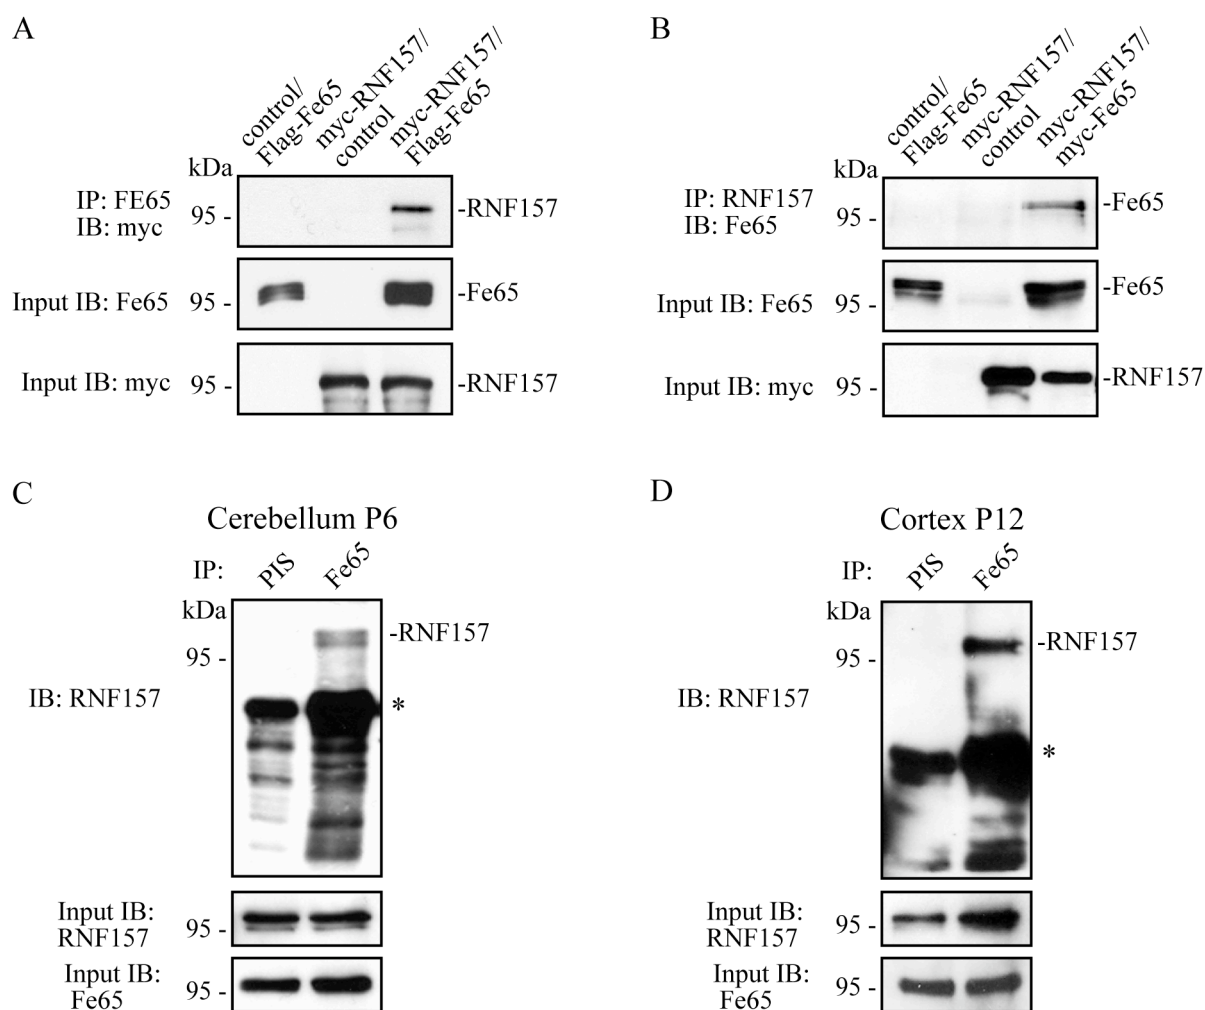 A
control/
Flag-Fe65
myc-RNF157/
control
myc-RNF157/
Flag-Fe65
kDa
IP: FE65
IB: myc
95 -
-RNF157
Input IB: Fe65
95 -
-Fe65
Input IB: myc
95 -
-RNF157
B
control/
Flag-Fe65
myc-RNF157/
control
myc-RNF157/
myc-Fe65
kDa
IP: RNF157
IB: Fe65
95 -
-Fe65
Input IB: Fe65
95 -
-Fe65
Input IB: myc
95 -
-RNF157
C
Cerebellum P6
IP:
PIS
Fe65
kDa
-RNF157
95 -
IB: RNF157
*
Input IB:
RNF157
95 -
Input IB:
Fe65
95 -
D
Cortex P12
IP:
PIS
Fe65
kDa
-RNF157
95 -
IB: RNF157
*
Input IB:
RNF157
95 -
Input IB:
Fe65
95 -